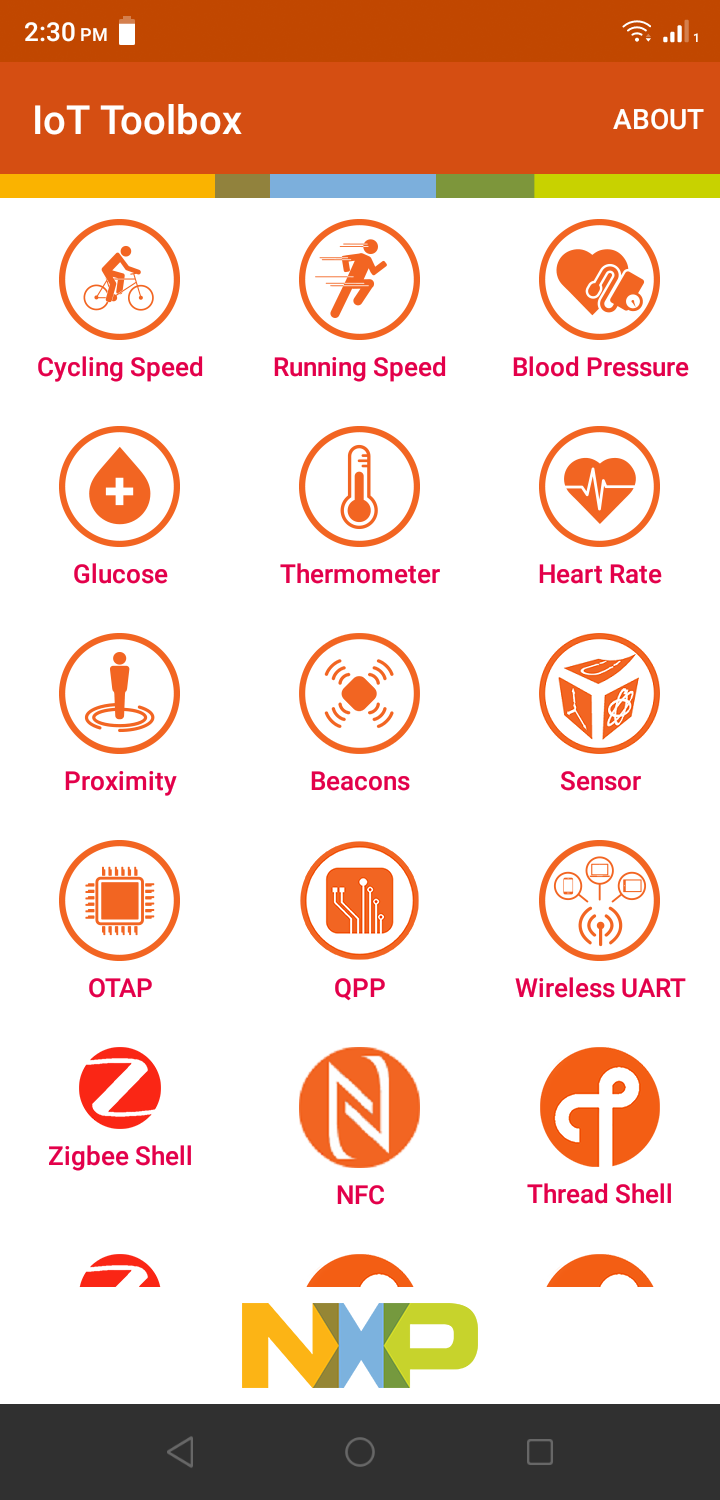 2:30 PM
1
IoT Toolbox
ABOUT
Cycling Speed
Running Speed
Blood Pressure
Glucose
Thermometer
Heart Rate
Proximity
Beacons
Sensor
OTAP
QPP
Wireless UART
Zigbee Shell
NFC
Thread Shell
NXP